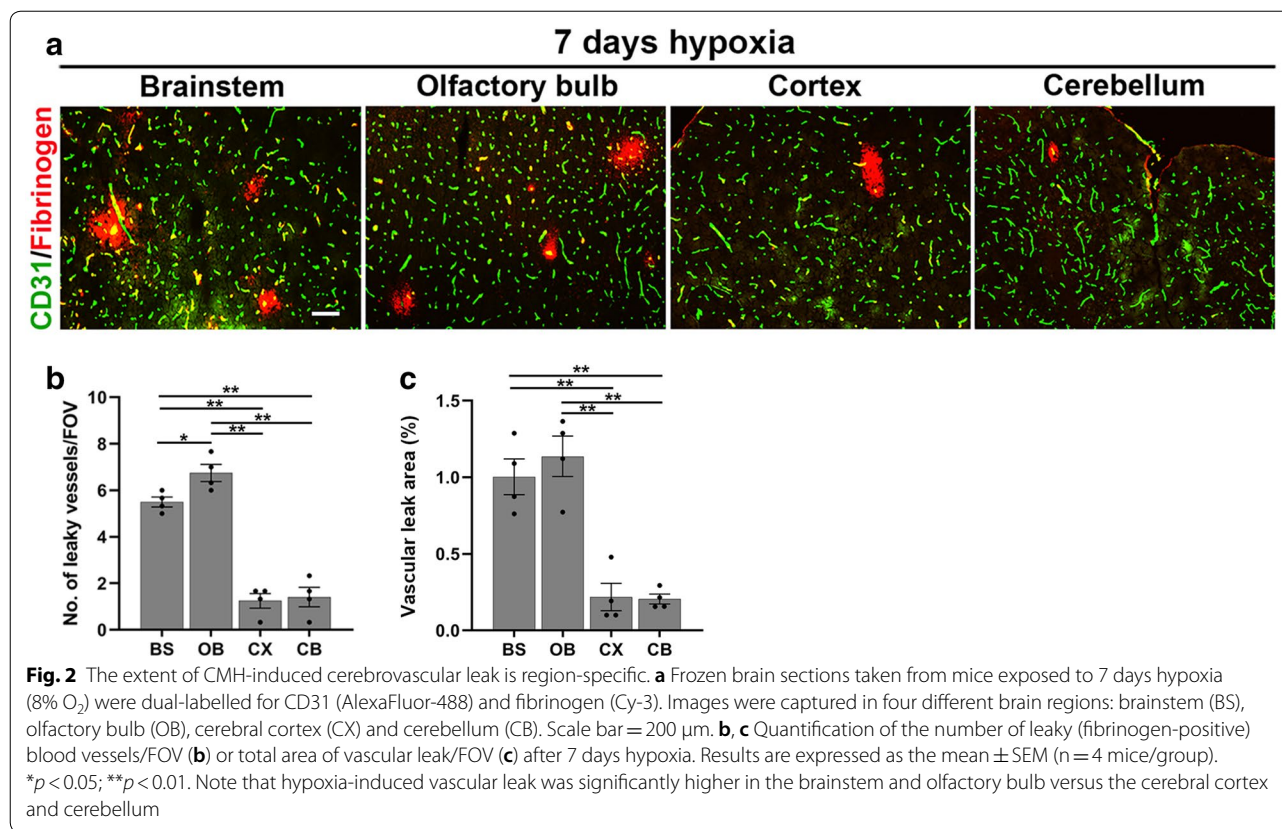 a
7 days hypoxia
Brainstem
Olfactory bulb
Cortex
Cerebellum
CD31/Fibrinogen
b
No. of leaky vessels/FOV
10
8
6
4
2
0
**
**
**
*
**
BS
OB
CX
CB
c
Vascular leak area (%)
1.5
1.0
0.5
0.0
**
**
**
**
BS
OB
CX
CB
Fig. 2 The extent of CMH-induced cerebrovascular leak is region-specific. a Frozen brain sections taken from mice exposed to 7 days hypoxia
(8% O₂) were dual-labelled for CD31 (AlexaFluor-488) and fibrinogen (Cy-3). Images were captured in four different brain regions: brainstem (BS),
olfactory bulb (OB), cerebral cortex (CX) and cerebellum (CB). Scale bar = 200 μm. b, c Quantification of the number of leaky (fibrinogen-positive)
blood vessels/FOV (b) or total area of vascular leak/FOV (c) after 7 days hypoxia. Results are expressed as the mean ± SEM (n = 4 mice/group).
*p < 0.05; **p < 0.01. Note that hypoxia-induced vascular leak was significantly higher in the brainstem and olfactory bulb versus the cerebral cortex
and cerebellum